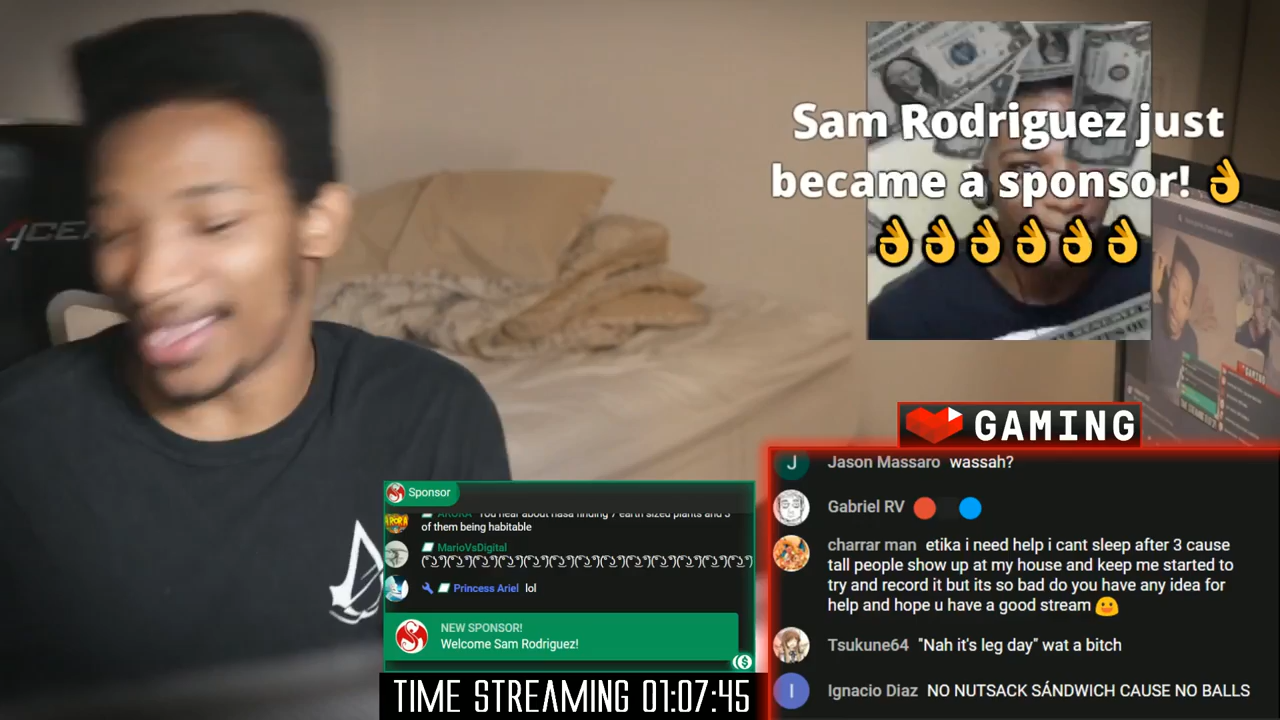 Sam Rodriguez just
became a sponsor! 👌
👌👌👌👌👌👌
ACE
GAMING
J Jason Massaro wassah?
Gabriel RV 🔴 🔵
charrar man etika i need help i cant sleep after 3 cause
tall people show up at my house and keep me started to
try and record it but its so bad do you have any idea for
help and hope u have a good stream 😀
Tsukune64 "Nah it's leg day" wat a bitch
I Ignacio Diaz NO NUTSACK SÁNDWICH CAUSE NO BALLS
Sponsor
You hear about nasa finding 7 earth sized plants and 3
of them being habitable
MarioVsDigital
Princess Ariel lol
NEW SPONSOR!
Welcome Sam Rodriguez!
TIME STREAMING 01:07:45